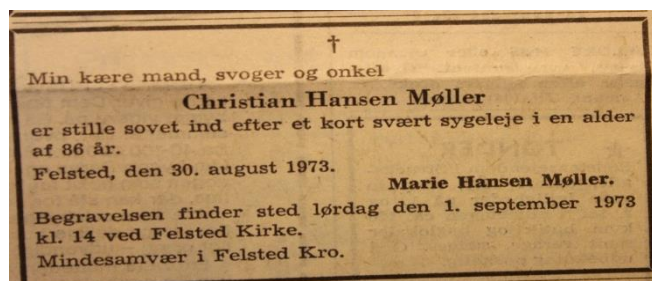 †
Min kære mand, svoger og onkel
Christian Hansen Møller
er stille sovet ind efter et kort svært sygeleje i en alder
af 86 år.
Felsted, den 30. august 1973.
Marie Hansen Møller.
Begravelsen finder sted lørdag den 1. september 1973
kl. 14 ved Felsted Kirke.
Mindesamvær i Felsted Kro.